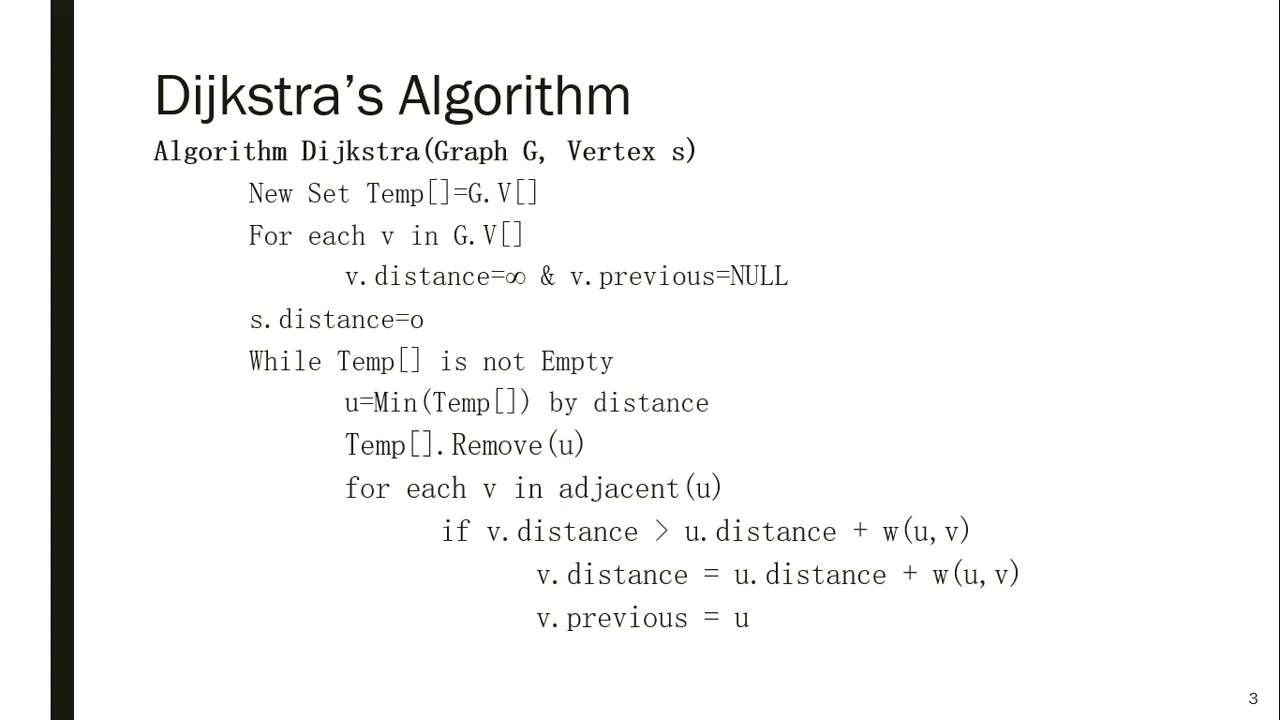 Dijkstra’s Algorithm
Algorithm Dijkstra(Graph G, Vertex s)
New Set Temp[]=G.V[]
For each v in G.V[]
v.distance=∞ & v.previous=NULL
s.distance=o
While Temp[] is not Empty
u=Min(Temp[]) by distance
Temp[].Remove(u)
for each v in adjacent(u)
if v.distance > u.distance + w(u,v)
v.distance = u.distance + w(u,v)
v.previous = u
3